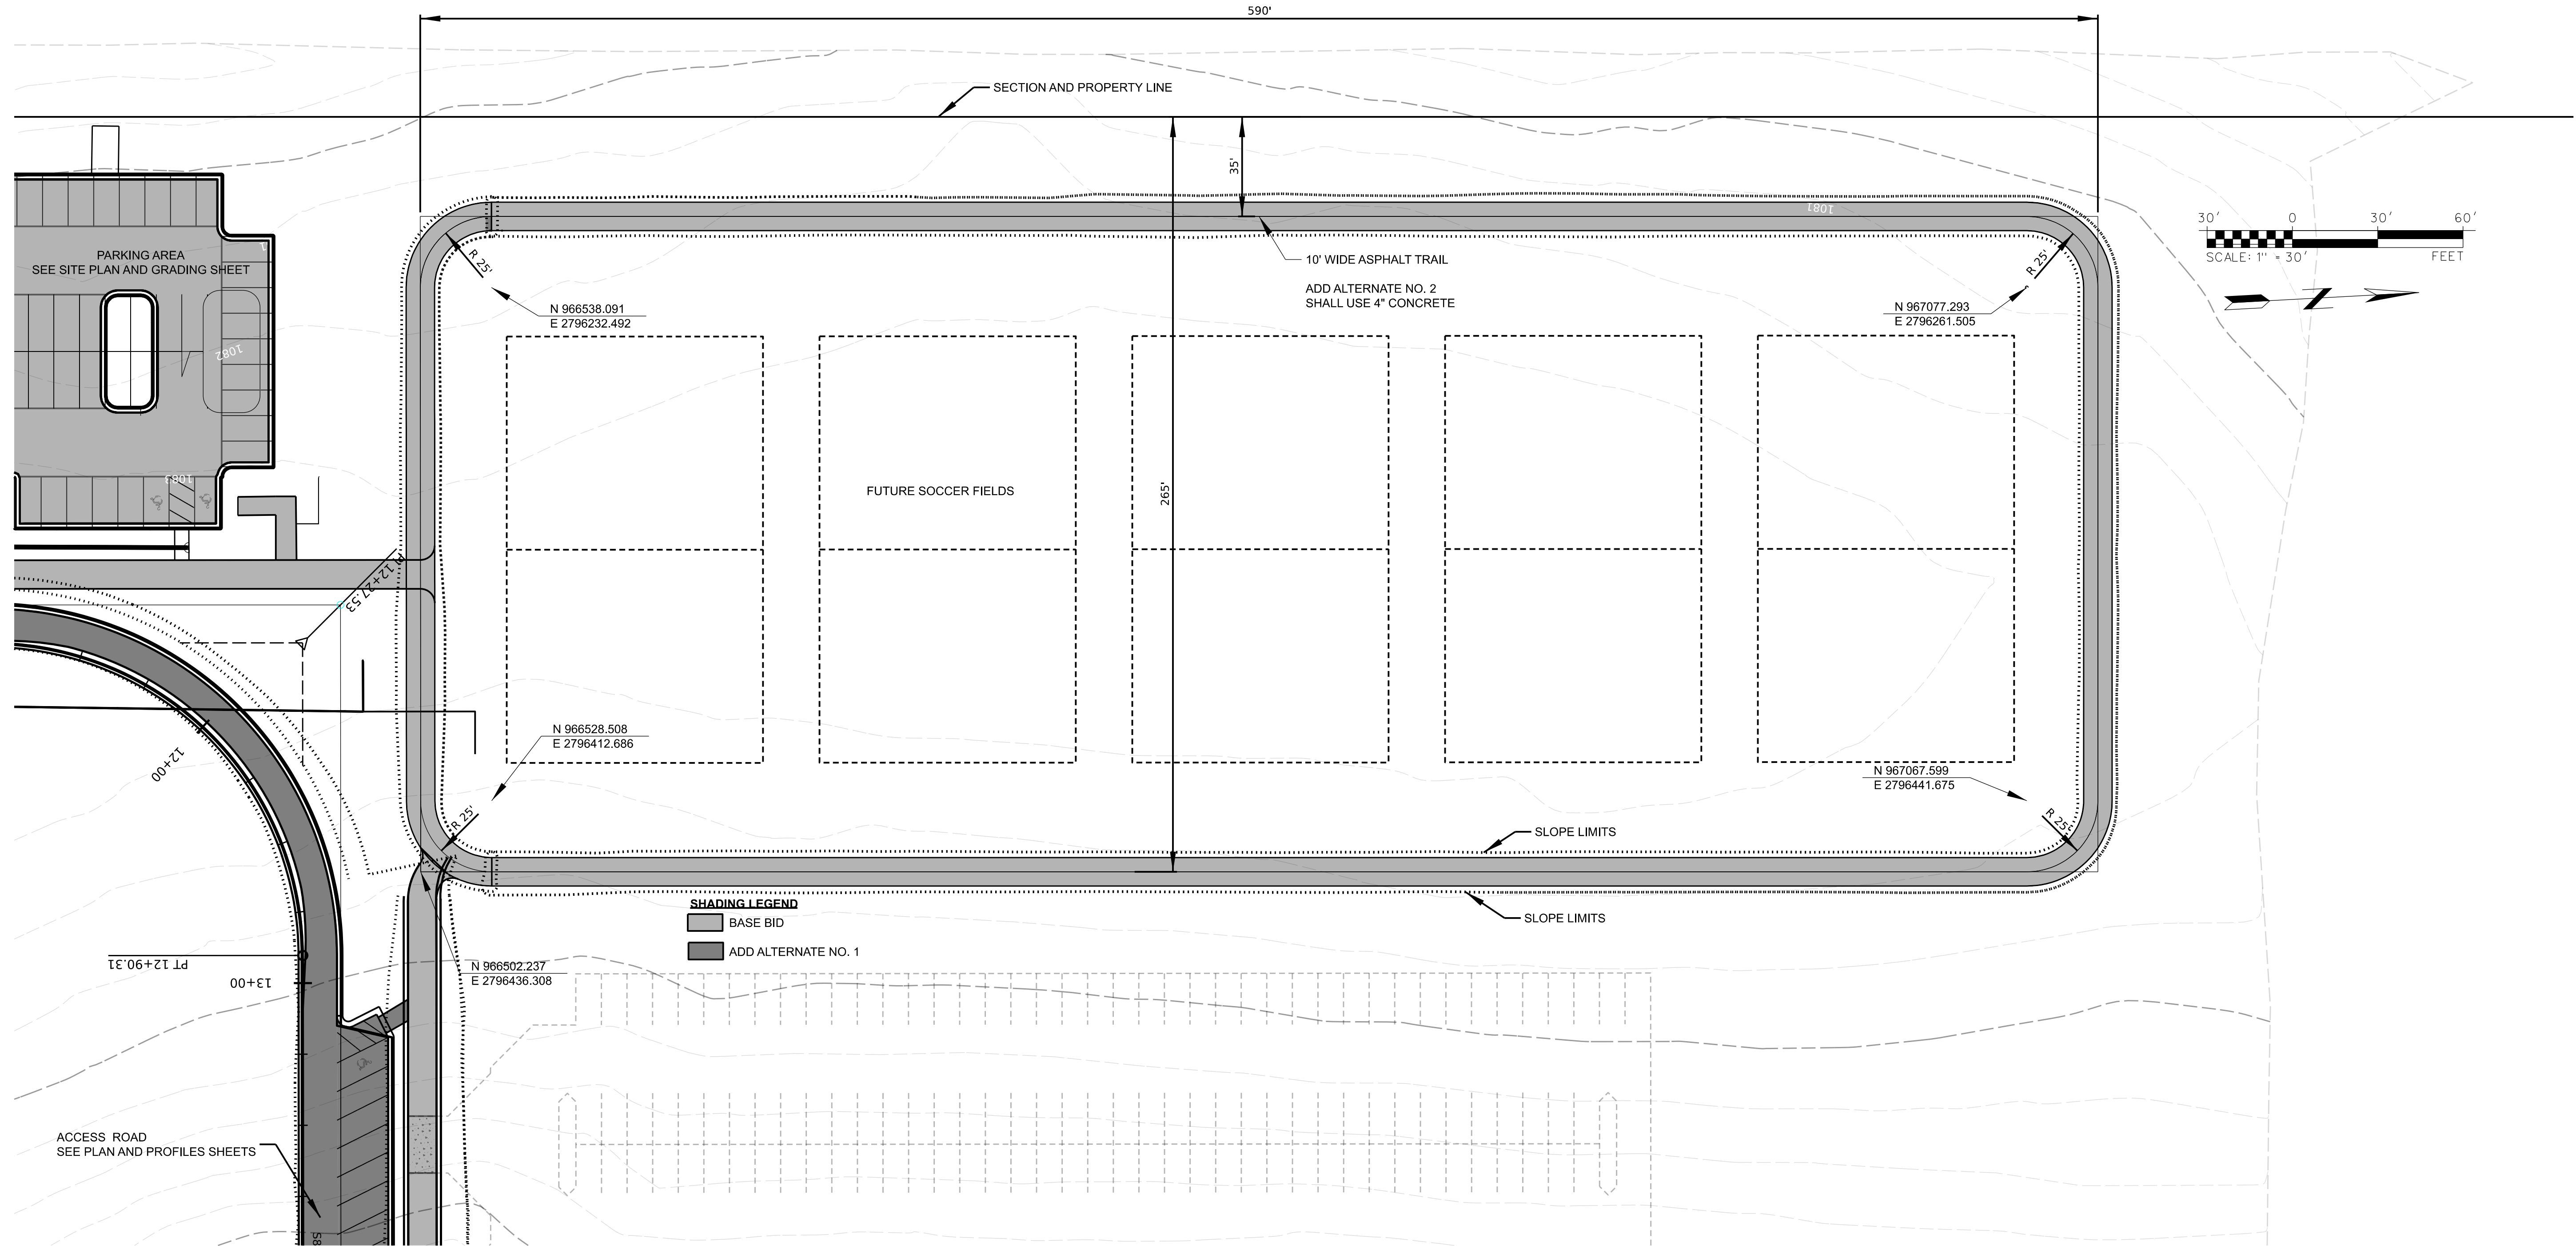 590'
SECTION AND PROPERTY LINE
35'
1081
PARKING AREA
SEE SITE PLAN AND GRADING SHEET
1
1082
1083
R 25'
N 966538.091
E 2796232.492
10' WIDE ASPHALT TRAIL
ADD ALTERNATE NO. 2
SHALL USE 4" CONCRETE
R 25'
N 967077.293
E 2796261.505
30' 0 30' 60'
SCALE: 1" = 30' FEET
FUTURE SOCCER FIELDS
265'
PI 12+27.53
12+00
N 966528.508
E 2796412.686
R 25'
N 967067.599
E 2796441.675
R 25'
SLOPE LIMITS
SLOPE LIMITS
SHADING LEGEND
BASE BID
ADD ALTERNATE NO. 1
N 966502.237
E 2796436.308
PT 12+90.31
13+00
ACCESS ROAD
SEE PLAN AND PROFILES SHEETS